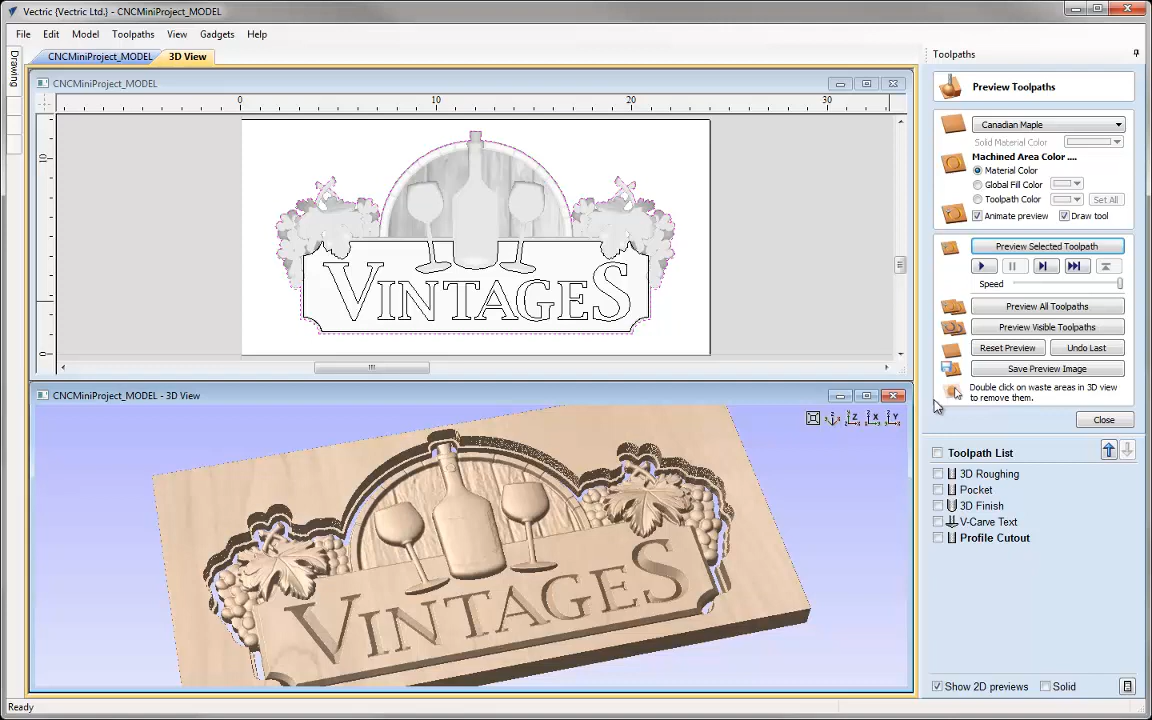 Vectric {Vectric Ltd.} - CNCMiniProject_MODEL
File Edit Model Toolpaths View Gadgets Help
Drawing
CNCMiniProject_MODEL 3D View
CNCMiniProject_MODEL
0 10 20 30
10
0
VINTAGES
CNCMiniProject_MODEL - 3D View
Z X Y
VINTAGES
Toolpaths
Preview Toolpaths
Canadian Maple
Solid Material Color
Machined Area Color ....
Material Color
Global Fill Color
Toolpath Color Set All
Animate preview Draw tool
Preview Selected Toolpath
Speed
Preview All Toolpaths
Preview Visible Toolpaths
Reset Preview Undo Last
Save Preview Image
Double click on waste areas in 3D view
to remove them.
Close
Toolpath List
3D Roughing
Pocket
3D Finish
V-Carve Text
Profile Cutout
Show 2D previews Solid
Ready